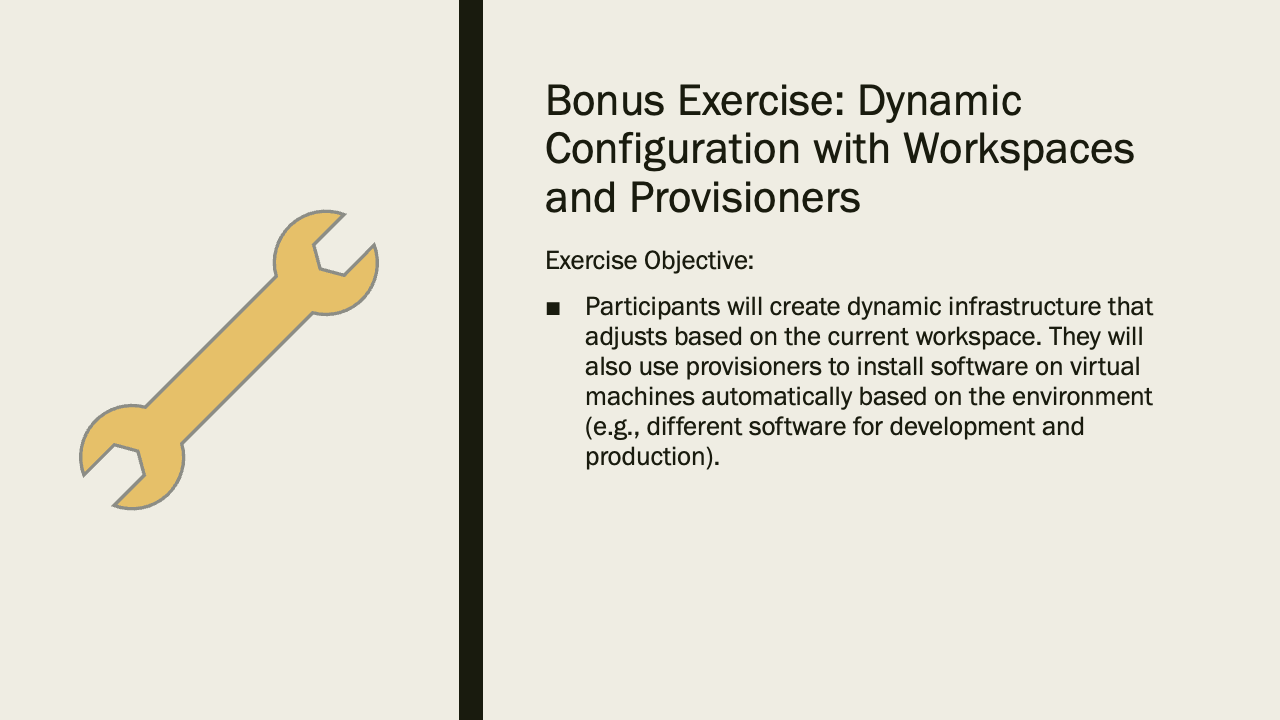 Bonus Exercise: Dynamic
Configuration with Workspaces
and Provisioners
Exercise Objective:
■ Participants will create dynamic infrastructure that
adjusts based on the current workspace. They will
also use provisioners to install software on virtual
machines automatically based on the environment
(e.g., different software for development and
production).